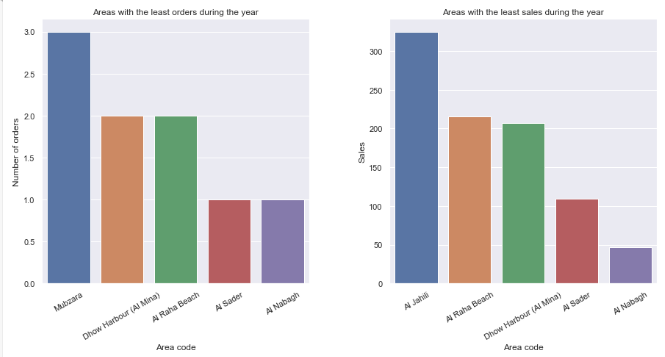 Areas with the least orders during the year
Number of orders
3.0
2.5
2.0
1.5
1.0
0.5
0.0
Mubzara
Dhow Harbour (Al Mina)
Al Raha Beach
Al Sader
Al Nabagh
Area code
Areas with the least sales during the year
Sales
300
250
200
150
100
50
0
Al Jahili
Al Raha Beach
Dhow Harbour (Al Mina)
Al Sader
Al Nabagh
Area code